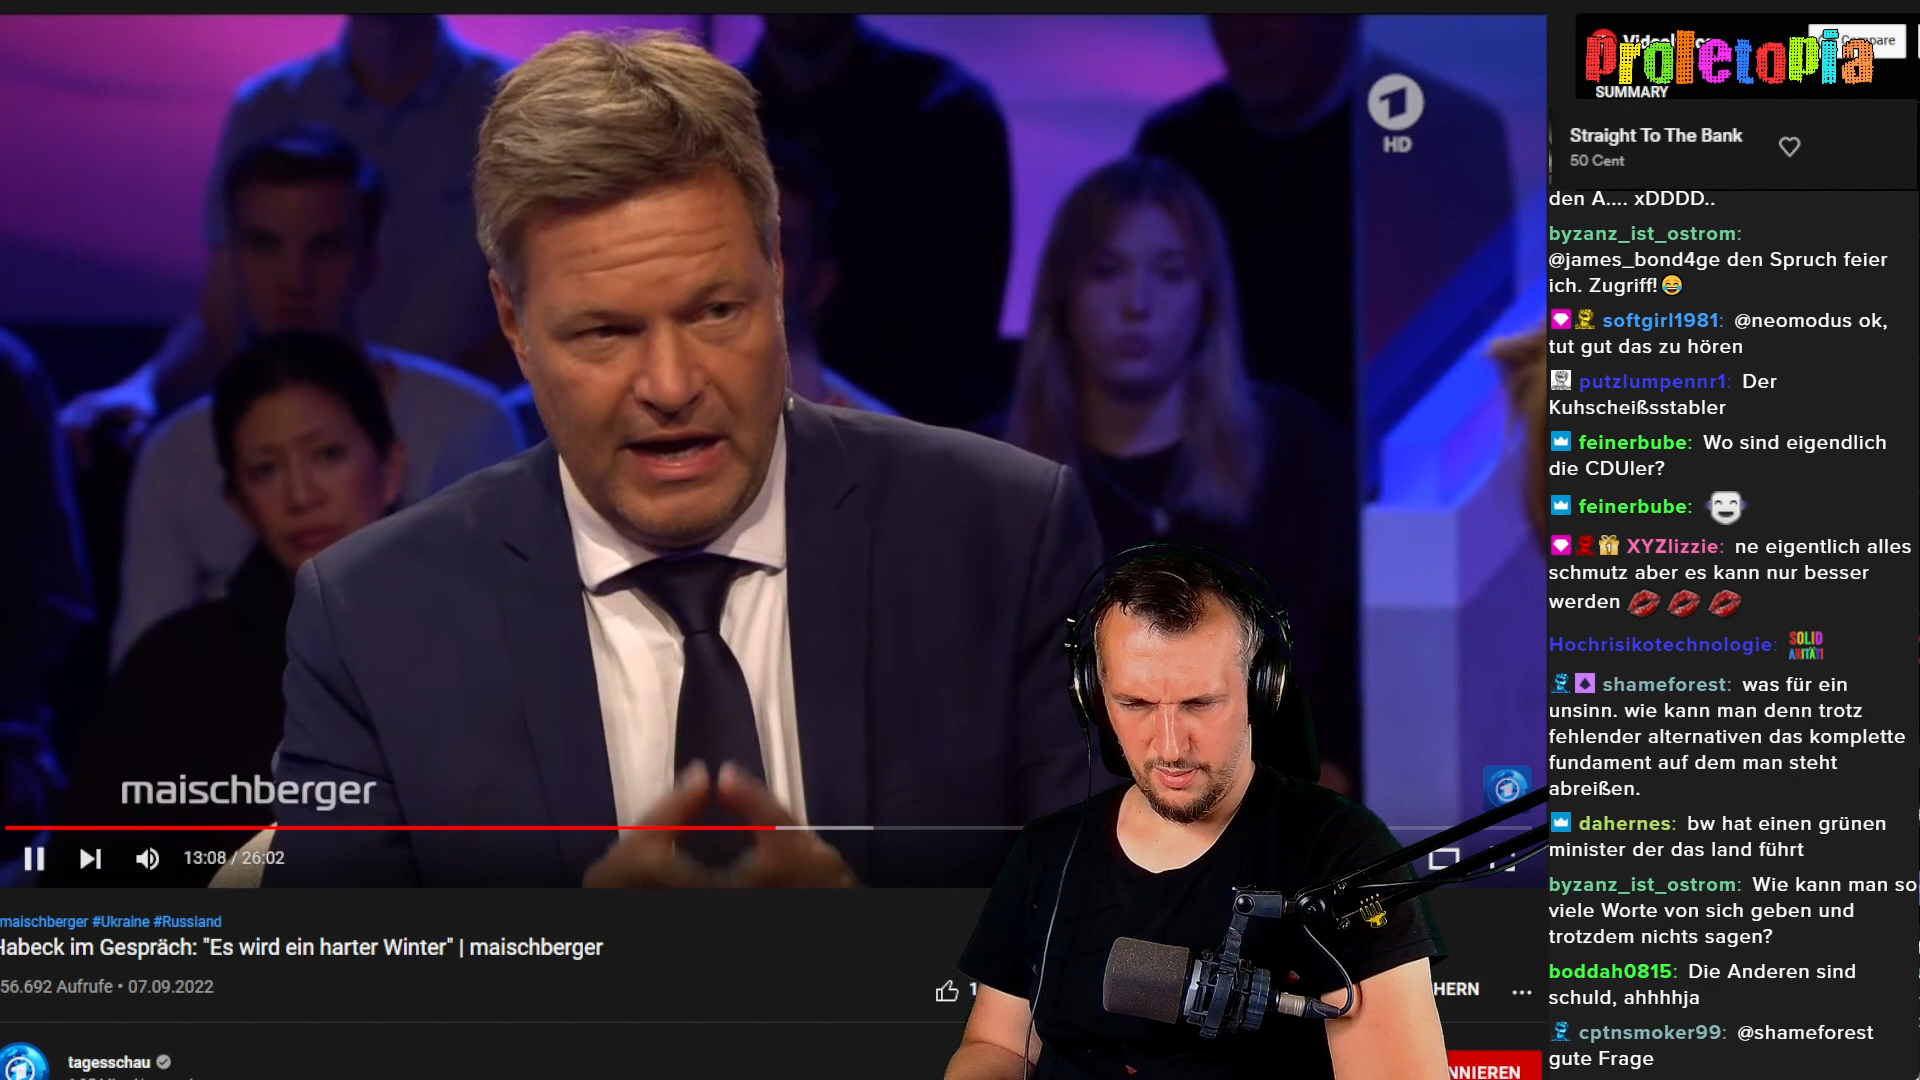 HD
maischberger
13:08 / 26:02
maischberger #Ukraine #Russland
Habeck im Gespräch: "Es wird ein harter Winter" | maischberger
56.692 Aufrufe • 07.09.2022
1
HERN
tagesschau
NNIEREN
Proletopia
SUMMARY
Straight To The Bank
50 Cent
den A.... xDDDD..
byzanz_ist_ostrom:
@james_bond4ge den Spruch feier
ich. Zugriff!
softgirl1981: @neomodus ok,
tut gut das zu hören
putzlumpennr1: Der
Kuhscheißsstabler
feinerbube: Wo sind eigendlich
die CDUler?
feinerbube:
XYZlizzie: ne eigentlich alles
schmutz aber es kann nur besser
werden
Hochrisikotechnologie: SOLID
ARITÄT!
shameforest: was für ein
unsinn. wie kann man denn trotz
fehlender alternativen das komplette
fundament auf dem man steht
abreißen.
dahernes: bw hat einen grünen
minister der das land führt
byzanz_ist_ostrom: Wie kann man so
viele Worte von sich geben und
trotzdem nichts sagen?
boddah0815: Die Anderen sind
schuld, ahhhhja
cptnsmoker99: @shameforest
gute Frage